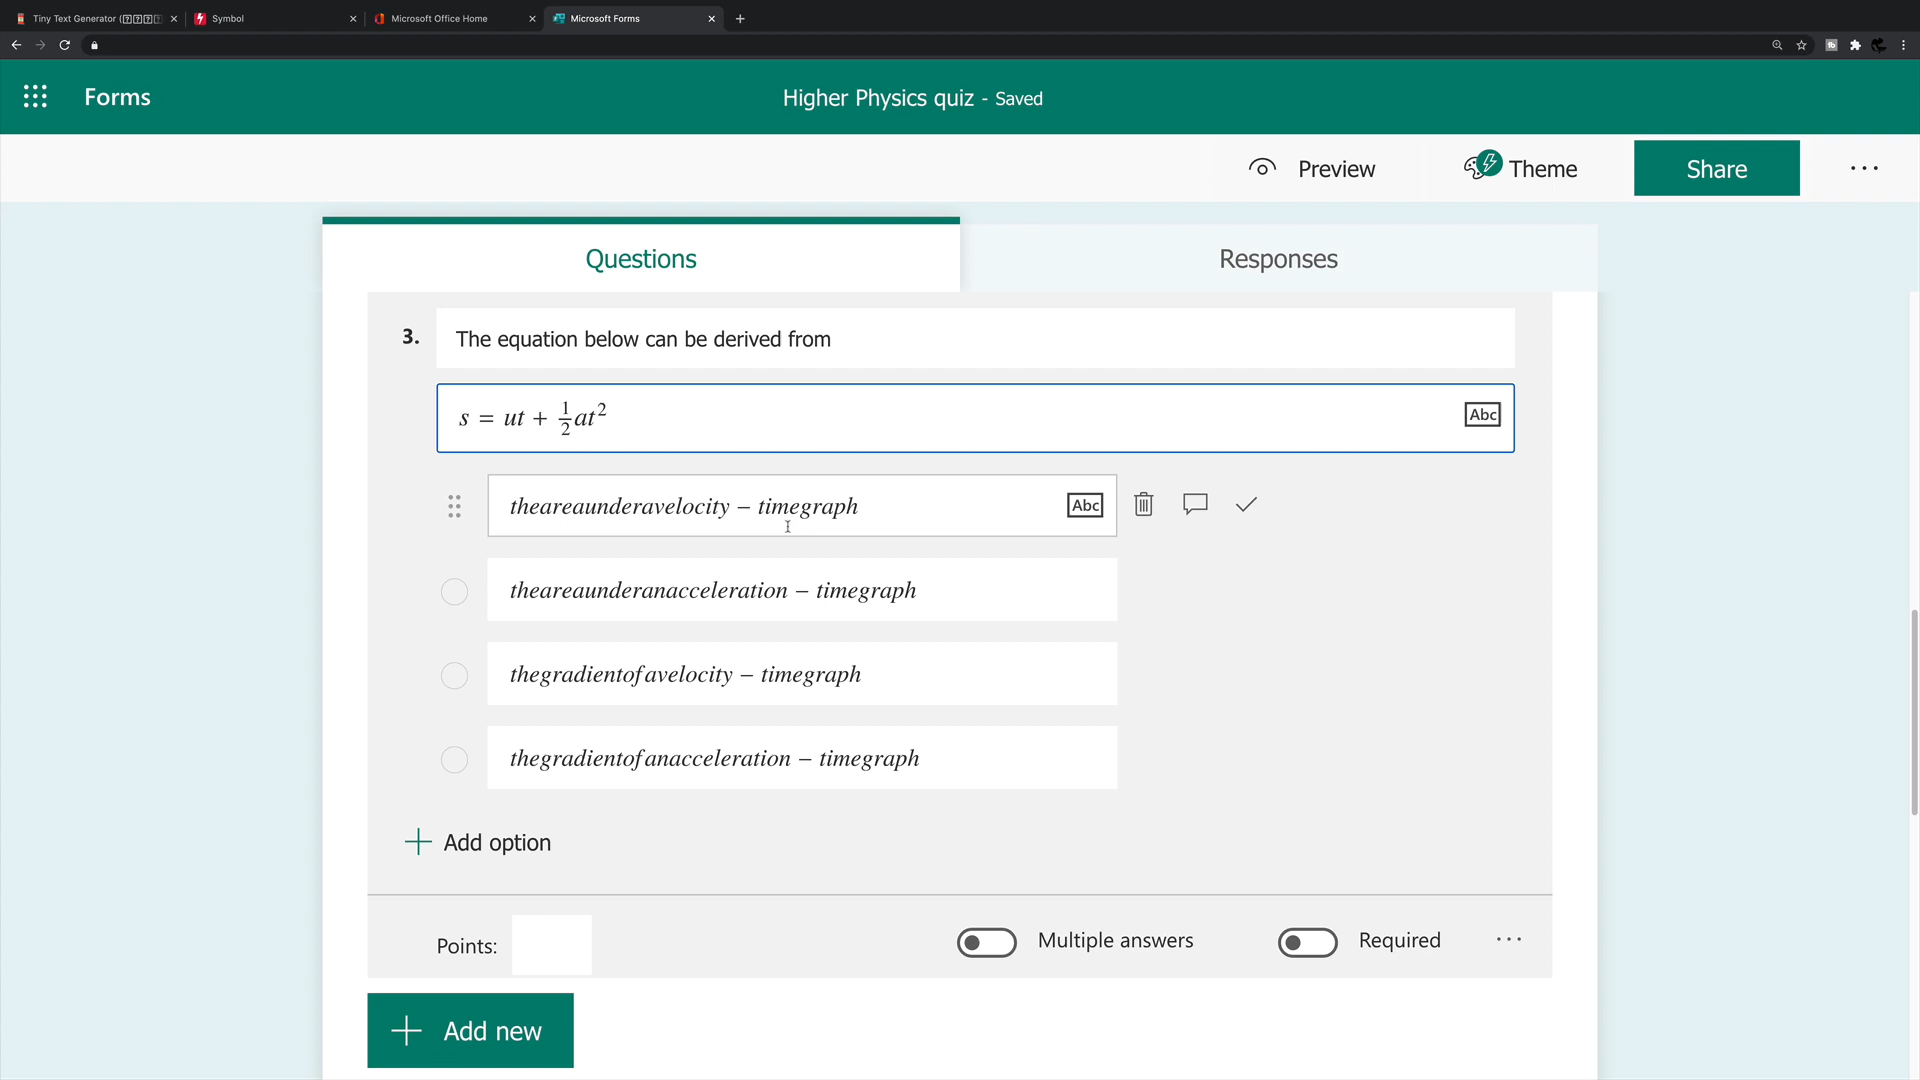 Tiny Text Generator (
Symbol
Microsoft Office Home
Microsoft Forms
Forms
Higher Physics quiz - Saved
Preview
Theme
Share
Questions
Responses
3. The equation below can be derived from
s = ut + 1/2 at²
Abc
theareaunderavelocity − timegraph
Abc
theareaunderanacceleration − timegraph
thegradientofavelocity − timegraph
thegradientofanacceleration − timegraph
Add option
Points:
Multiple answers
Required
Add new